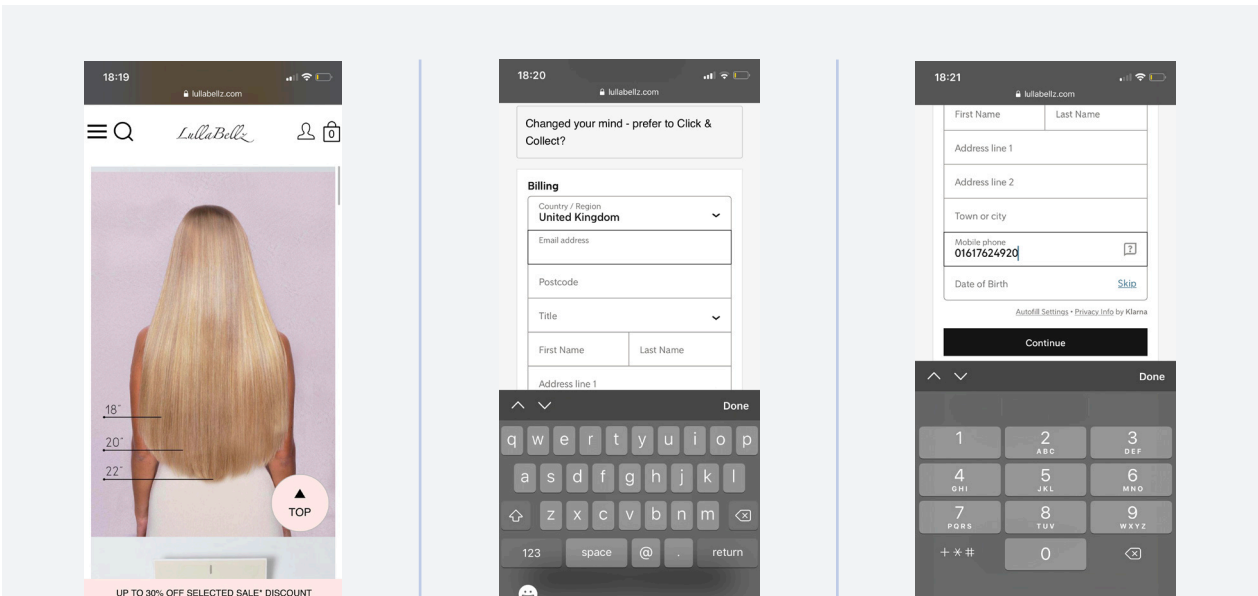 18:19
lullabellz.com
LullaBellz
0
18"
20"
22"
TOP
UP TO 30% OFF SELECTED SALE* DISCOUNT
18:20
lullabellz.com
Changed your mind - prefer to Click &
Collect?
Billing
Country / Region
United Kingdom
Email address
Postcode
Title
First Name Last Name
Address line 1
Done
q w e r t y u i o p
a s d f g h j k l
z x c v b n m
123 space @ . return
18:21
lullabellz.com
First Name Last Name
Address line 1
Address line 2
Town or city
Mobile phone
01617624920
?
Date of Birth Skip
Autofill Settings • Privacy Info by Klarna
Continue
Done
1 2 3
ABC DEF
4 5 6
GHI JKL MNO
7 8 9
PQRS TUV WXYZ
+ * # 0